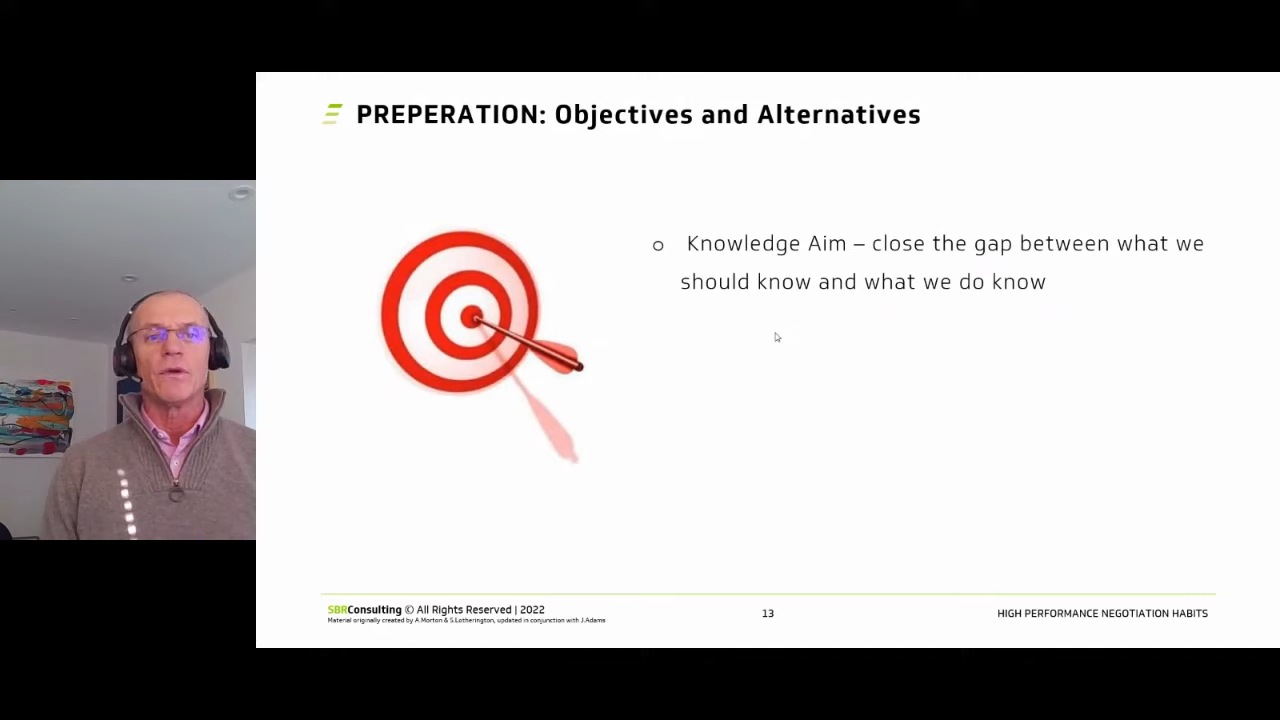 PREPERATION: Objectives and Alternatives
o Knowledge Aim – close the gap between what we
should know and what we do know
SBRConsulting © All Rights Reserved | 2022
Material originally created by A.Morton & S.Lotherington, updated in conjunction with J.Adams
13
HIGH PERFORMANCE NEGOTIATION HABITS